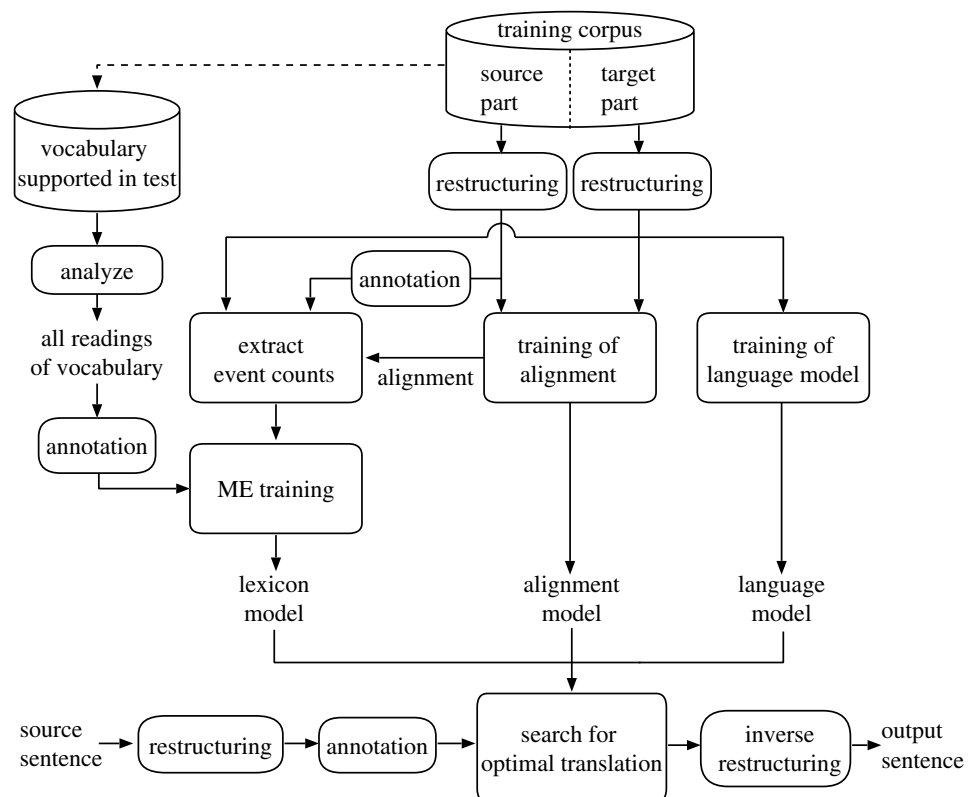 training corpus
source
part
target
part
vocabulary
supported in test
restructuring
restructuring
analyze
annotation
all readings
of vocabulary
extract
event counts
alignment
training of
alignment
training of
language model
annotation
ME training
lexicon
model
alignment
model
language
model
source
sentence
restructuring
annotation
search for
optimal translation
inverse
restructuring
output
sentence